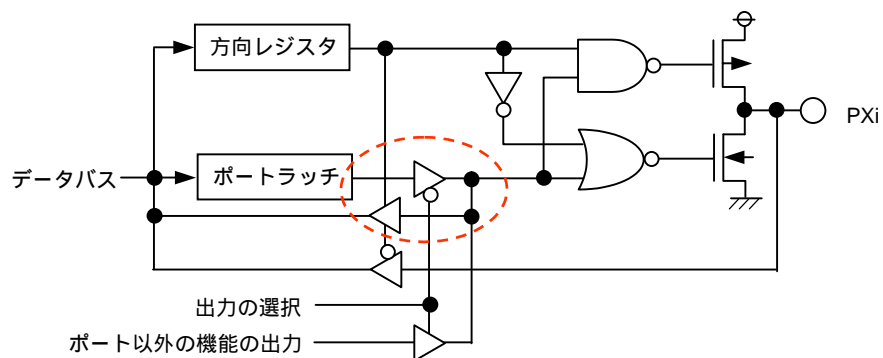 方向レジスタ
PXi
データバス
ポートラッチ
出力の選択
ポート以外の機能の出力